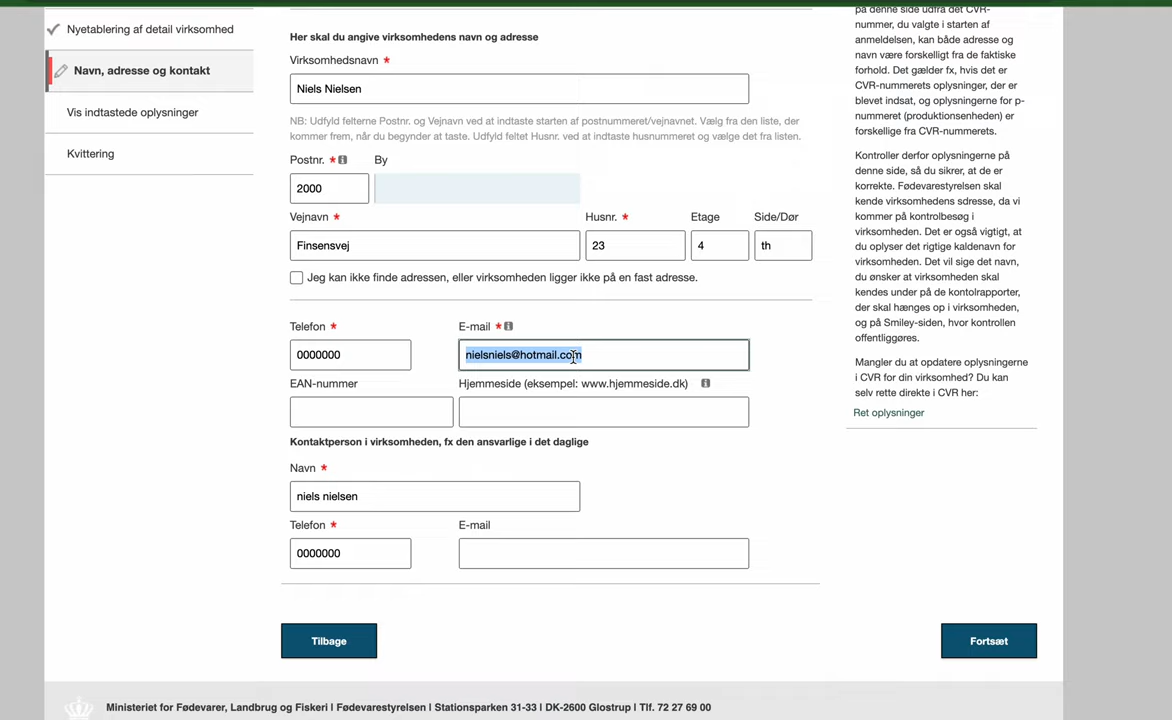 Nyetablering af detail virksomhed
Navn, adresse og kontakt
Vis indtastede oplysninger
Kvittering
Her skal du angive virksomhedens navn og adresse
Virksomhedsnavn *
Niels Nielsen
NB: Udfyld felterne Postnr. og Vejnavn ved at indtaste starten af postnummeret/vejnavnet. Vælg fra den liste, der
kommer frem, når du begynder at taste. Udfyld feltet Husnr. ved at indtaste husnummeret og vælge det fra listen.
Postnr. * By
2000
Vejnavn * Husnr. * Etage Side/Dør
Finsensvej 23 4 th
Jeg kan ikke finde adressen, eller virksomheden ligger ikke på en fast adresse.
Telefon * E-mail *
0000000 nielsniels@hotmail.com
EAN-nummer Hjemmeside (eksempel: www.hjemmeside.dk)
Kontaktperson i virksomheden, fx den ansvarlige i det daglige
Navn *
niels nielsen
Telefon * E-mail
0000000
Tilbage Fortsæt
på denne side udfra det CVR-
nummer, du valgte i starten af
anmeldelsen, kan både adresse og
navn være forskelligt fra de faktiske
forhold. Det gælder fx, hvis det er
CVR-nummerets oplysninger, der er
blevet indsat, og oplysningerne for p-
nummeret (produktionsenheden) er
forskellige fra CVR-nummerets.
Kontroller derfor oplysningerne på
denne side, så du sikrer, at de er
korrekte. Fødevarestyrelsen skal
kende virksomhedens sdresse, da vi
kommer på kontrolbesøg i
virksomheden. Det er også vigtigt, at
du oplyser det rigtige kaldenavn for
virksomheden. Det vil sige det navn,
du ønsker at virksomheden skal
kendes under på de kontolrapporter,
der skal hænges op i virksomheden,
og på Smiley-siden, hvor kontrollen
offentliggøres.
Mangler du at opdatere oplysningerne
i CVR for din virksomhed? Du kan
selv rette direkte i CVR her:
Ret oplysninger
Ministeriet for Fødevarer, Landbrug og Fiskeri I Fødevarestyrelsen I Stationsparken 31-33 I DK-2600 Glostrup I Tlf. 72 27 69 00